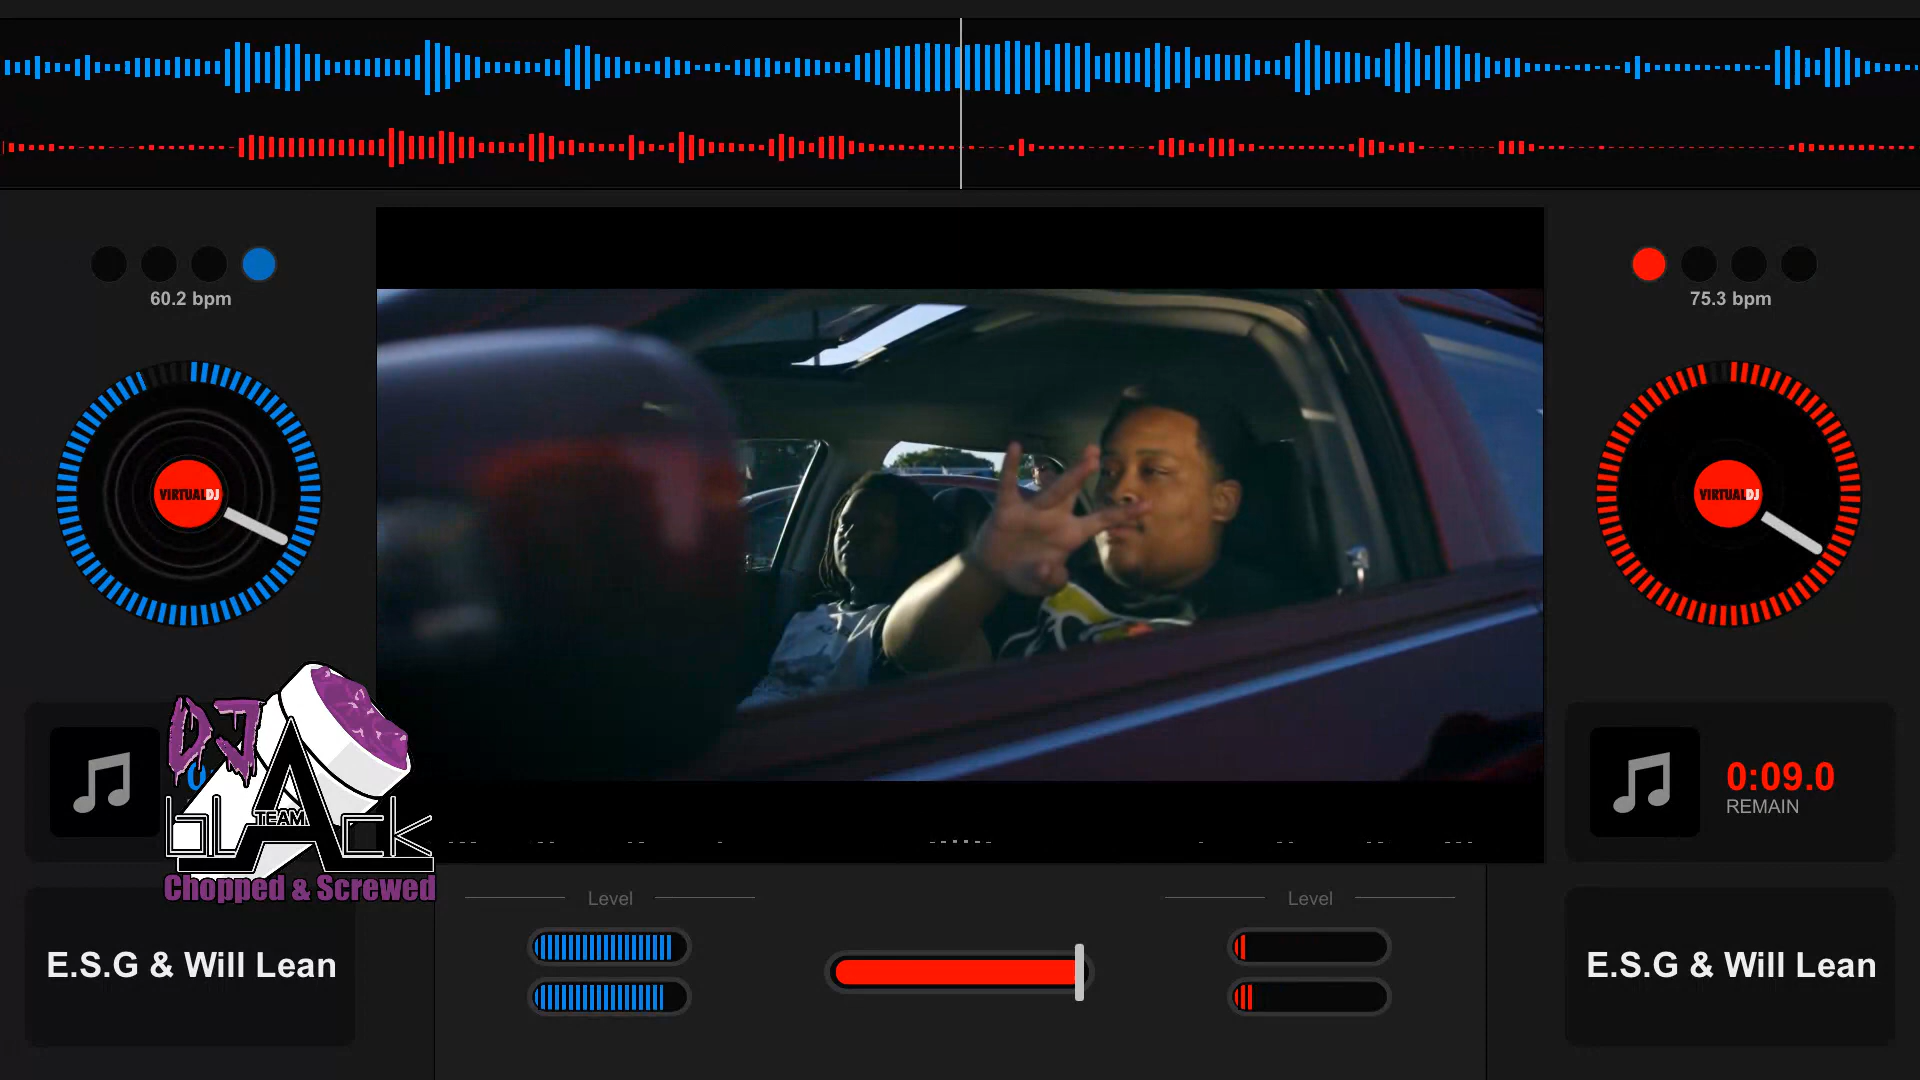 60.2 bpm
75.3 bpm
VIRTUALDJ
VIRTUALDJ
DJ
bLAck
TEAM
Chopped & Screwed
0:09.0
REMAIN
Level
Level
E.S.G & Will Lean
E.S.G & Will Lean